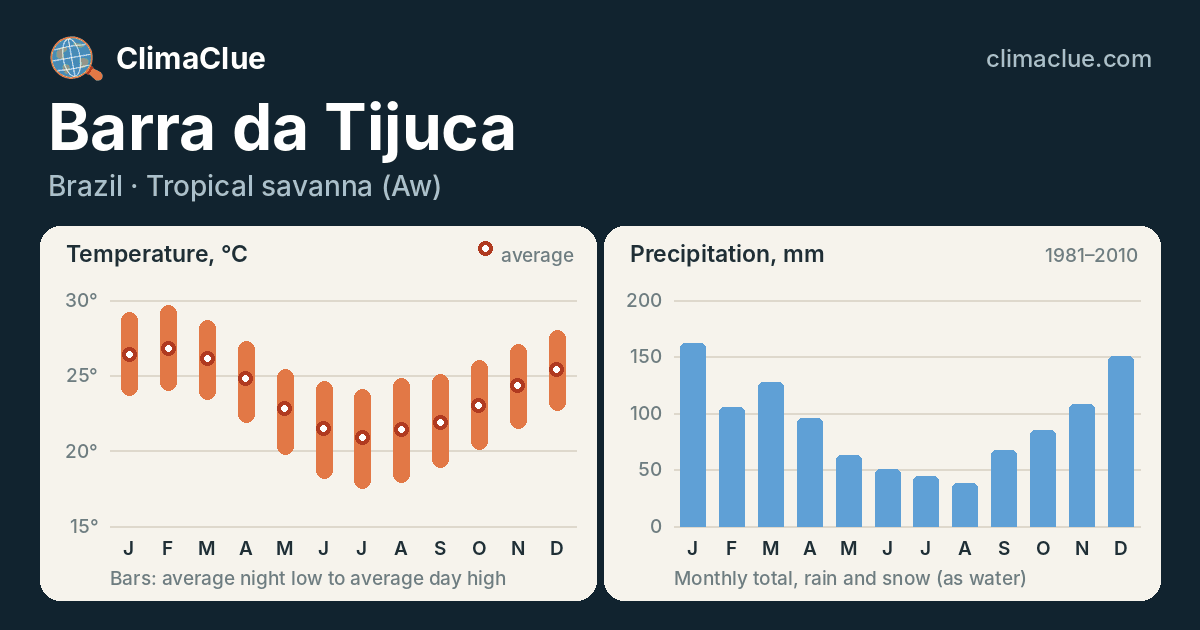 ClimaClue
climaclue.com
Barra da Tijuca
Brazil · Tropical savanna (Aw)
Temperature, °C
average
30°
25°
20°
15°
J F M A M J J A S O N D
Bars: average night low to average day high
Precipitation, mm
1981–2010
200
150
100
50
0
J F M A M J J A S O N D
Monthly total, rain and snow (as water)